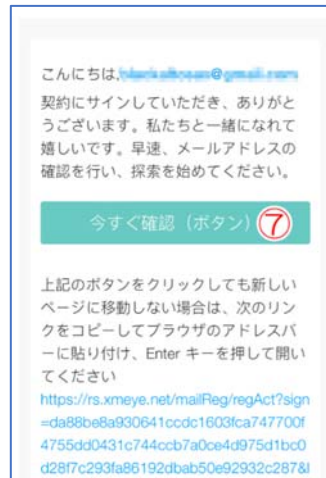 こんにちは,
契約にサインしていただき、ありがと
うございます。私たちと一緒になれて
嬉しいです。早速、メールアドレスの
確認を行い、探索を始めてください。
今すぐ確認（ボタン） ⑦
上記のボタンをクリックしても新しい
ページに移動しない場合は、次のリン
クをコピーしてブラウザのアドレスバ
ーに貼り付け、Enter キーを押して開い
てください
https://rs.xmeye.net/mailReg/regAct?sign
=da88be8a930641ccdc1603fca747700f
4755dd0431c744ccb7a0ce4d975d1bc0
d28f7c293fa86192dbab50e92932c287&l